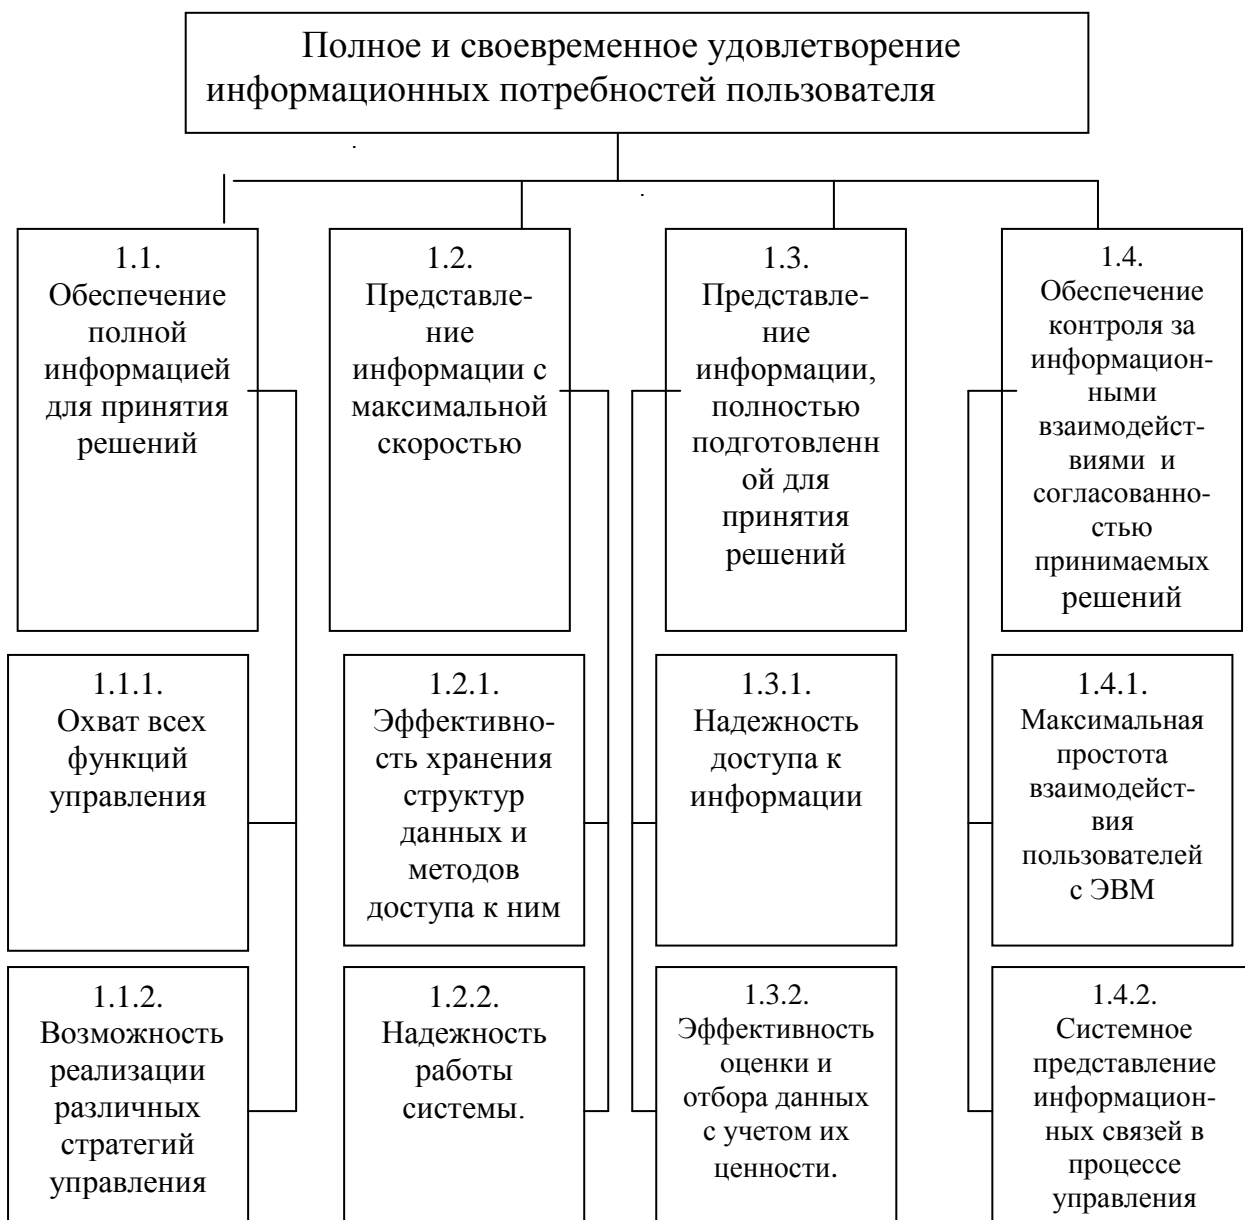 Полное и своевременное удовлетворение
информационных потребностей пользователя
1.1.
Обеспечение
полной
информацией
для принятия
решений
1.2.
Представле-
ние
информации с
максимальной
скоростью
1.3.
Представле-
ние
информации,
полностью
подготовленн
ой для
принятия
решений
1.4.
Обеспечение
контроля за
информацион-
ными
взаимодейст-
виями и
согласованно-
стью
принимаемых
решений
1.1.1.
Охват всех
функций
управления
1.2.1.
Эффективно-
сть хранения
структур
данных и
методов
доступа к ним
1.3.1.
Надежность
доступа к
информации
1.4.1.
Максимальная
простота
взаимодейст-
вия
пользователей
с ЭВМ
1.1.2.
Возможность
реализации
различных
стратегий
управления
1.2.2.
Надежность
работы
системы.
1.3.2.
Эффективность
оценки и
отбора данных
с учетом их
ценности.
1.4.2.
Системное
представление
информацион-
ных связей в
процессе
управления